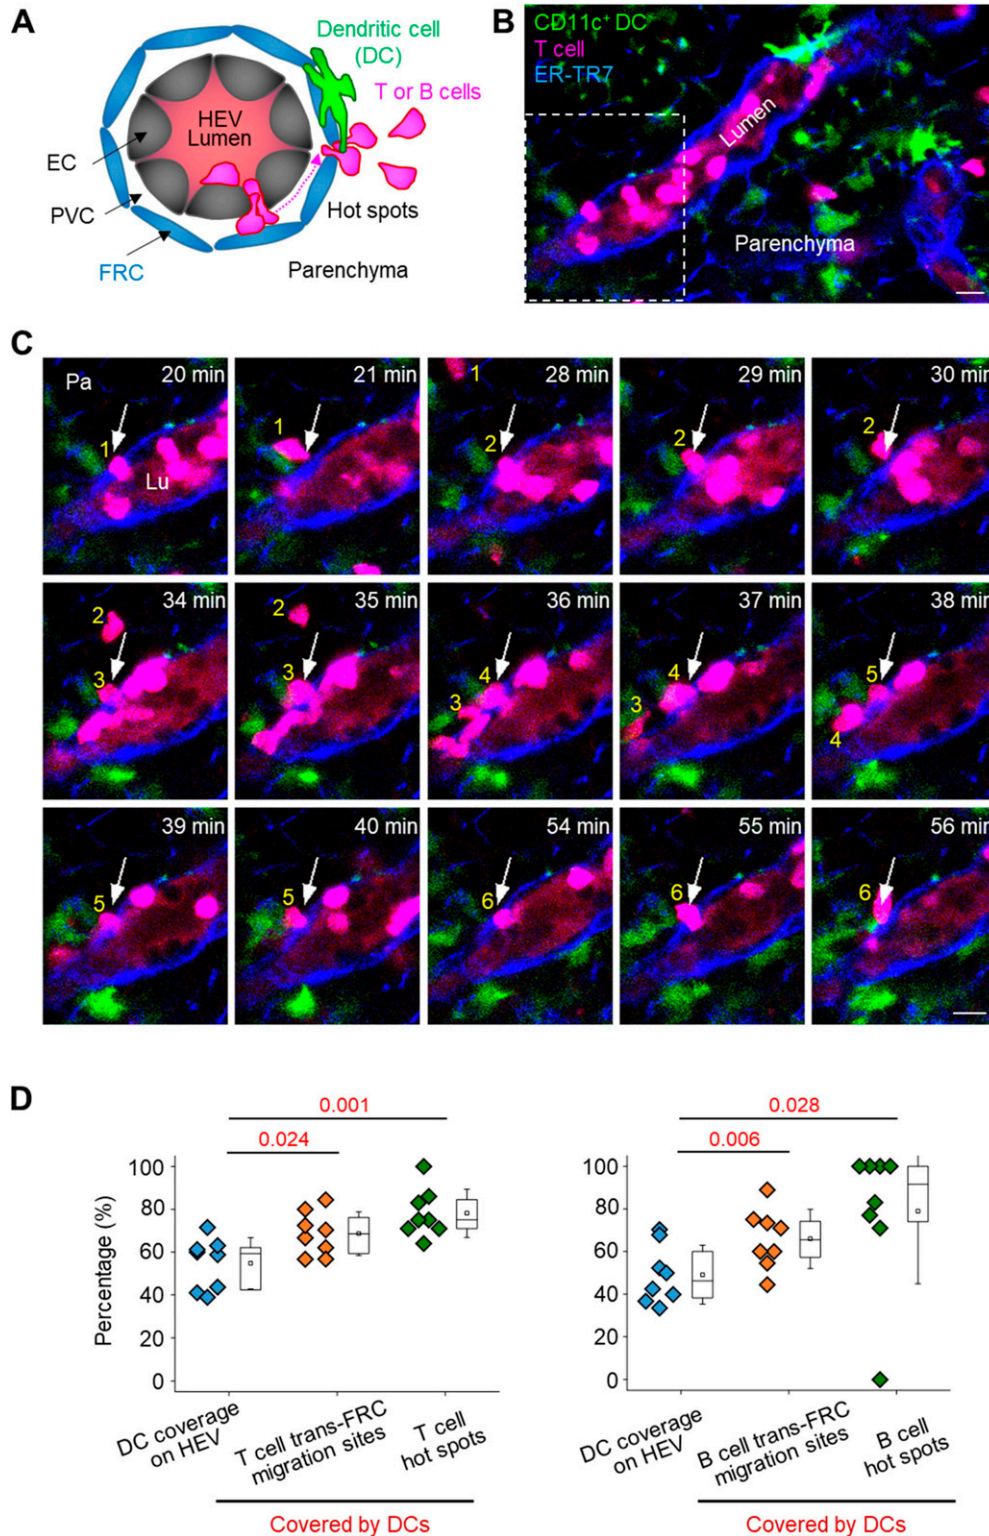 A
Dendritic cell
(DC)
T or B cells
HEV
Lumen
EC
PVC
FRC
Hot spots
Parenchyma
B
CD11c⁺ DC
T cell
ER-TR7
Lumen
Parenchyma
C
Pa
20 min
1
Lu
21 min
1
28 min
1
2
29 min
2
30 min
2
34 min
2
3
35 min
2
3
36 min
4
3
37 min
4
3
38 min
5
4
39 min
5
40 min
5
54 min
6
55 min
6
56 min
6
D
0.001
0.024
Percentage (%)
100
80
60
40
20
0
DC coverage
on HEV
T cell trans-FRC
migration sites
T cell
hot spots
Covered by DCs
0.028
0.006
100
80
60
40
20
0
DC coverage
on HEV
B cell trans-FRC
migration sites
B cell
hot spots
Covered by DCs